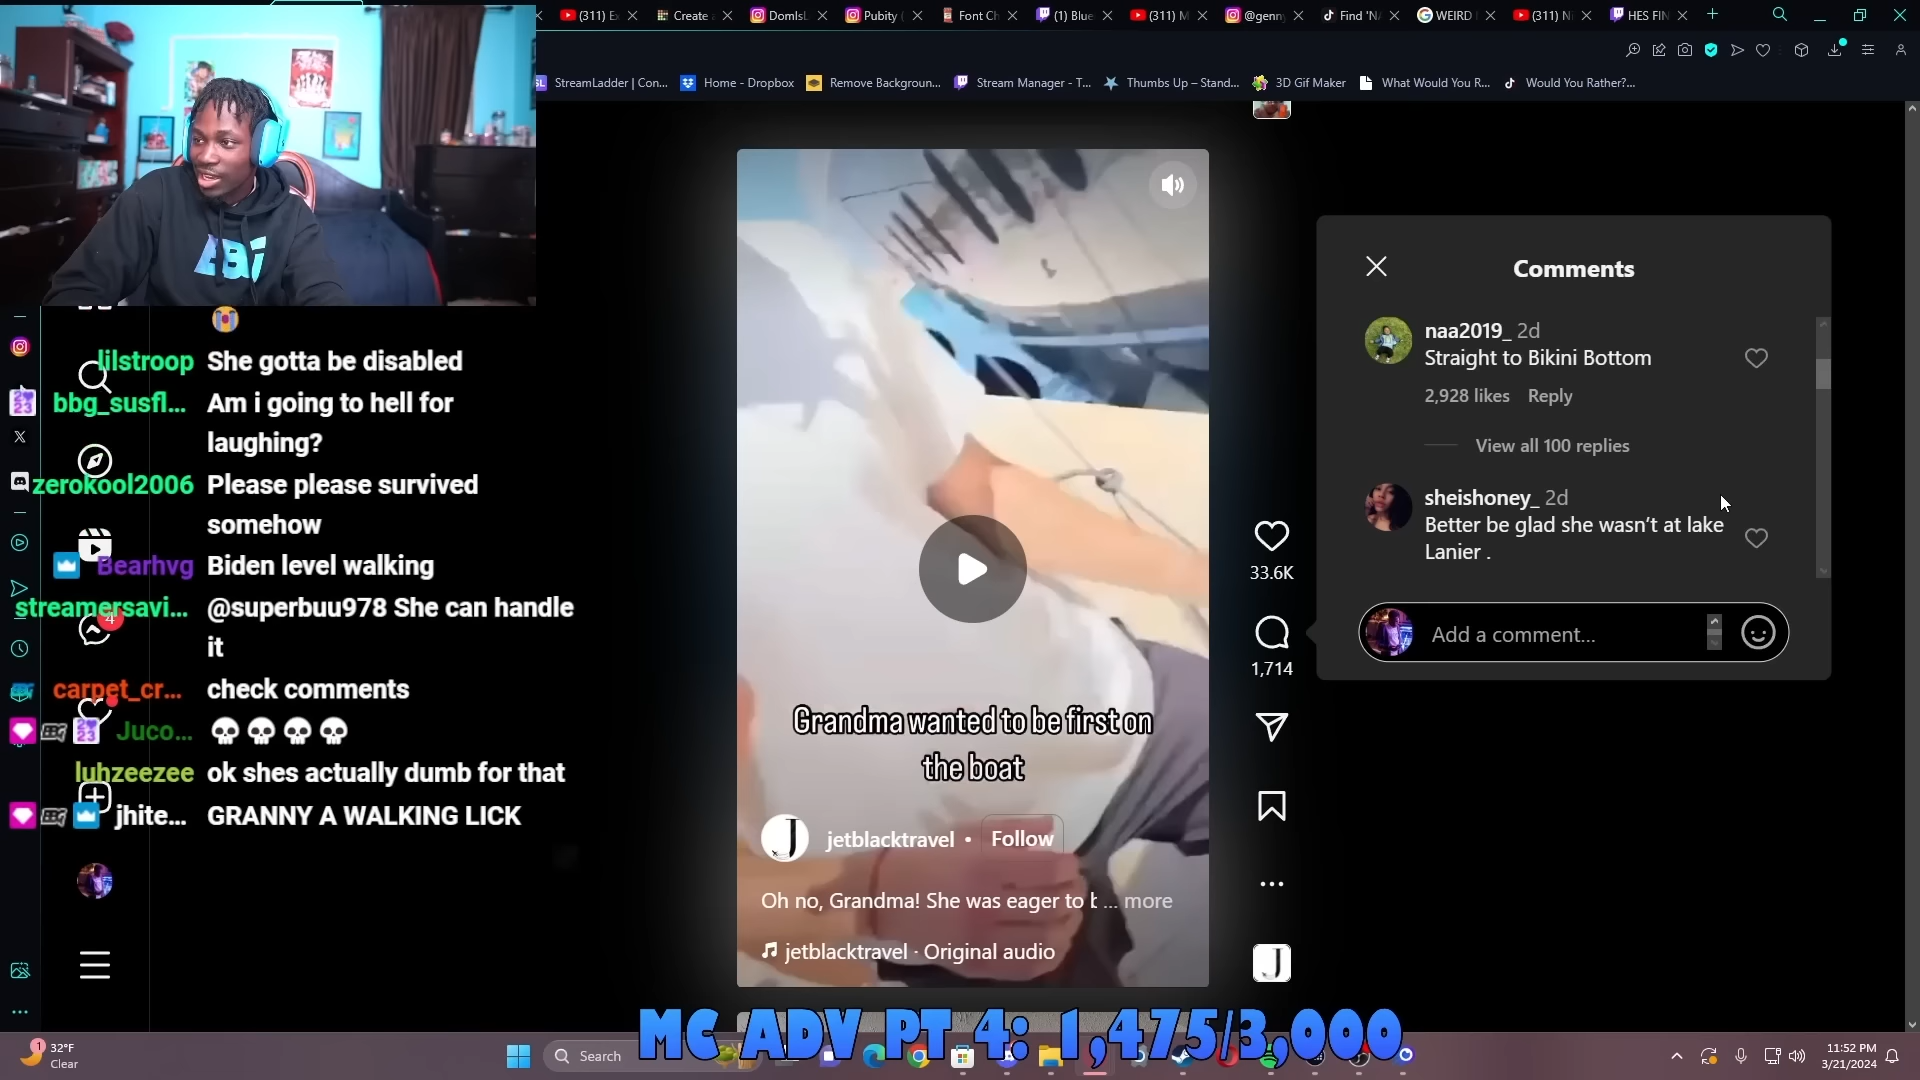 (311) E
Create
DomIsL
Pubity (
Font Ch
(1) Blue
(311) M
@genny
Find 'N
WEIRD
(311) N
HES FIN
StreamLadder | Con...
Home - Dropbox
Remove Backgroun...
Stream Manager - T...
Thumbs Up – Stand...
3D Gif Maker
What Would You R...
Would You Rather?...
ABi
lilstroop She gotta be disabled
bbg_susfl... Am i going to hell for
laughing?
zerokool2006 Please please survived
somehow
Bearhvg Biden level walking
streamersavi... @superbuu978 She can handle
it
carpet_cr... check comments
Juco...
luhzeezee ok shes actually dumb for that
jhite... GRANNY A WALKING LICK
4
Grandma wanted to be first on
the boat
jetblacktravel • Follow
Oh no, Grandma! She was eager to b ... more
jetblacktravel · Original audio
33.6K
1,714
Comments
naa2019_ 2d
Straight to Bikini Bottom
2,928 likes Reply
View all 100 replies
sheishoney_ 2d
Better be glad she wasn't at lake
Lanier .
Add a comment...
MC ADV PT 4: 1,475/3,000
1
32°F
Clear
Search
11:52 PM
3/21/2024